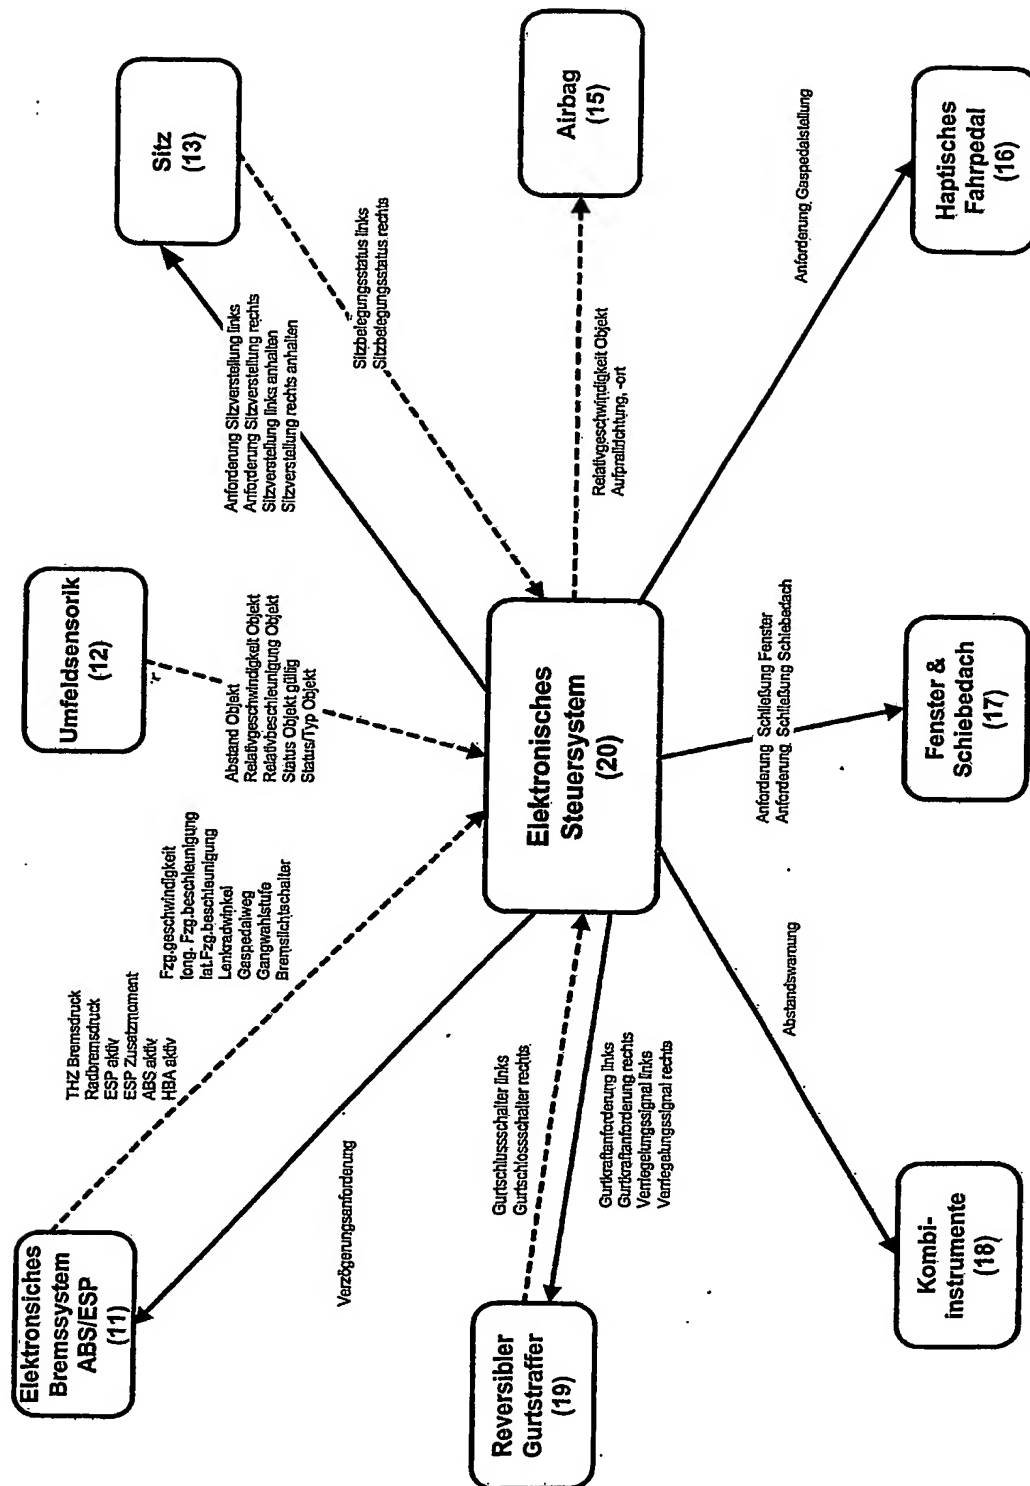 Elektronsiches
Bremssystem
ABS/ESP
(11)
THZ Bremsdruck
Radbremsdruck
ESP aktiv
ESP Zusatzmoment
ABS aktiv
HBA aktiv
Fzg.geschwindigkeit
long. Fzg.beschleunigung
lat.Fzg.beschleunigung
Lenkradwinkel
Gaspedalweg
Gangwahlstufe
Bremslichtschalter
Verzögerungsanforderung
Umfeldsensorik
(12)
Abstand Objekt
Relativgeschwindigkeit Objekt
Relativbeschleunigung Objekt
Status Objekt gültig
Status/Typ Objekt
Sitz
(13)
Anforderung Sitzverstellung links
Anforderung Sitzverstellung rechts
Sitzverstellung links anhalten
Sitzverstellung rechts anhalten
Sitzbelegungsstatus links
Sitzbelegungsstatus rechts
Reversibler
Gurtstraffer
(19)
Gurtschlussschalter links
Gurtschlossschalter rechts
Gurtkraftanforderung links
Gurtkraftanforderung rechts
Verriegelungssignal links
Verriegelungssignal rechts
Elektronisches
Steuersystem
(20)
Relativgeschwindigkeit Objekt
Aufprallrichtung, -ort
Airbag
(15)
Abstandswarnung
Kombi-
instrumente
(18)
Anforderung Schließung Fenster
Anforderung Schließung Schiebedach
Fenster &
Schiebedach
(17)
Anforderung Gaspedalstellung
Haptisches
Fahrpedal
(16)